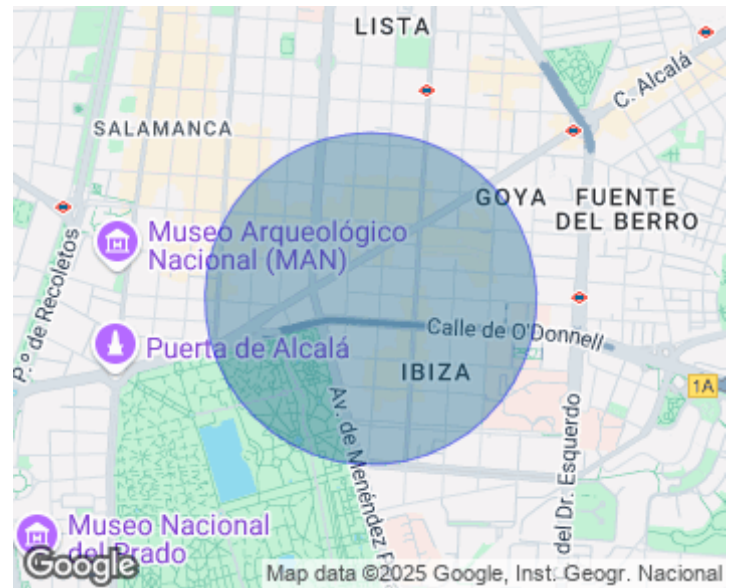 LISTA
C. Alcalá
SALAMANCA
GOYA
FUENTE
DEL BERRO
Museo Arqueológico
Nacional (MAN)
P.º de Recoletos
Calle de O'Donnell
Puerta de Alcalá
IBIZA
1A
Av. de Menéndez P
del Dr. Esquerdo
Museo Nacional
del Prado
Google
Map data ©2025 Google, Inst. Geogr. Nacional